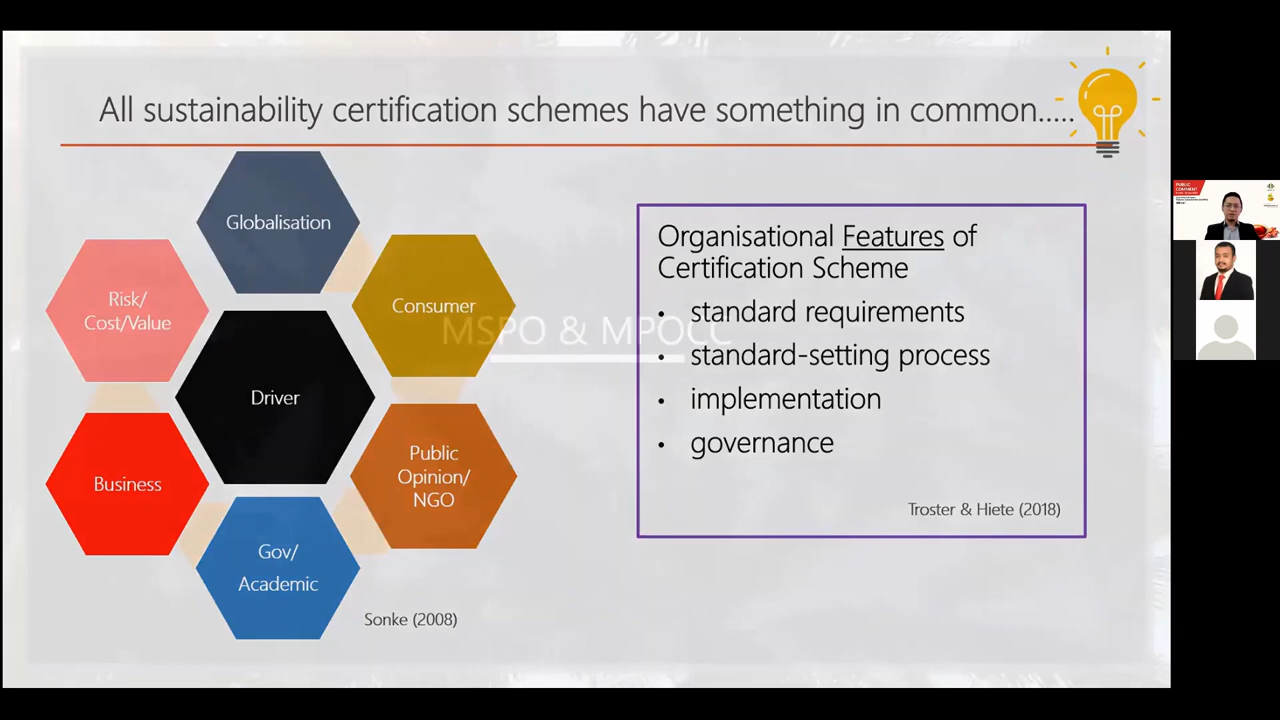 All sustainability certification schemes have something in common.....
Globalisation
Risk/
Cost/Value
Consumer
Driver
Business
Public
Opinion/
NGO
Gov/
Academic
Sonke (2008)
MSPO & MPOCC
Organisational Features of
Certification Scheme
• standard requirements
• standard-setting process
• implementation
• governance
Troster & Hiete (2018)
PUBLIC
COMMENT